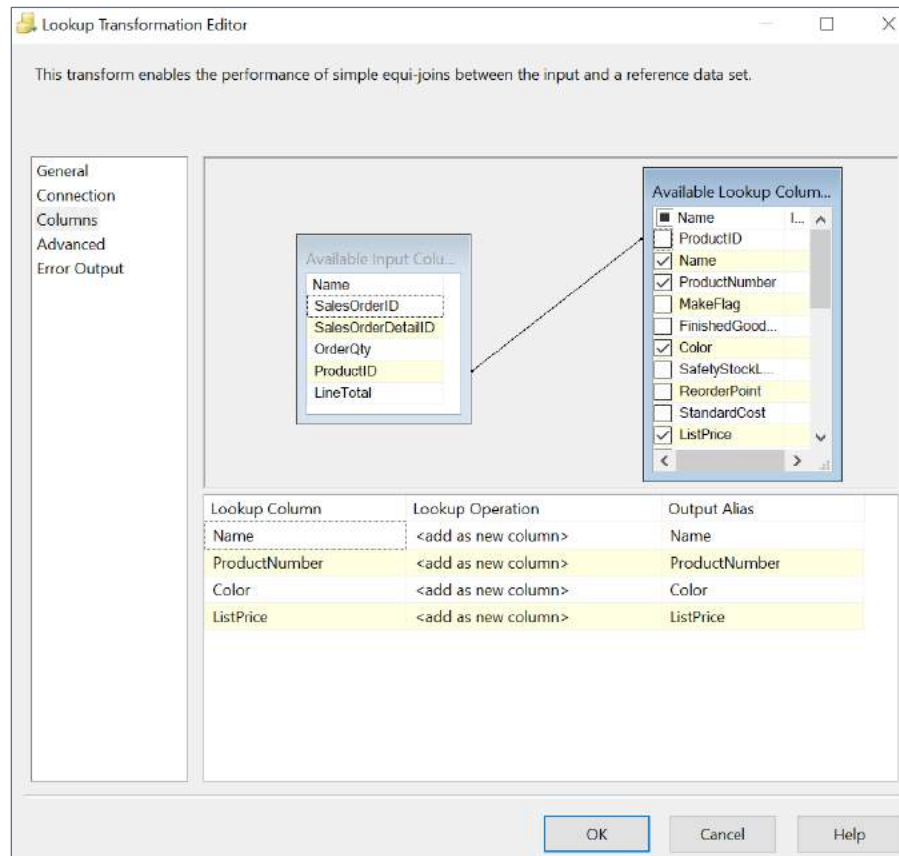 Lookup Transformation Editor
This transform enables the performance of simple equi-joins between the input and a reference data set.
General
Connection
Columns
Advanced
Error Output
Available Input Colu...
Name
SalesOrderID
SalesOrderDetailID
OrderQty
ProductID
LineTotal
Available Lookup Colum...
Name I...
ProductID
Name
ProductNumber
MakeFlag
FinishedGood...
Color
SafetyStockL...
ReorderPoint
StandardCost
ListPrice
Lookup Column Lookup Operation Output Alias
Name <add as new column> Name
ProductNumber <add as new column> ProductNumber
Color <add as new column> Color
ListPrice <add as new column> ListPrice
OK Cancel Help